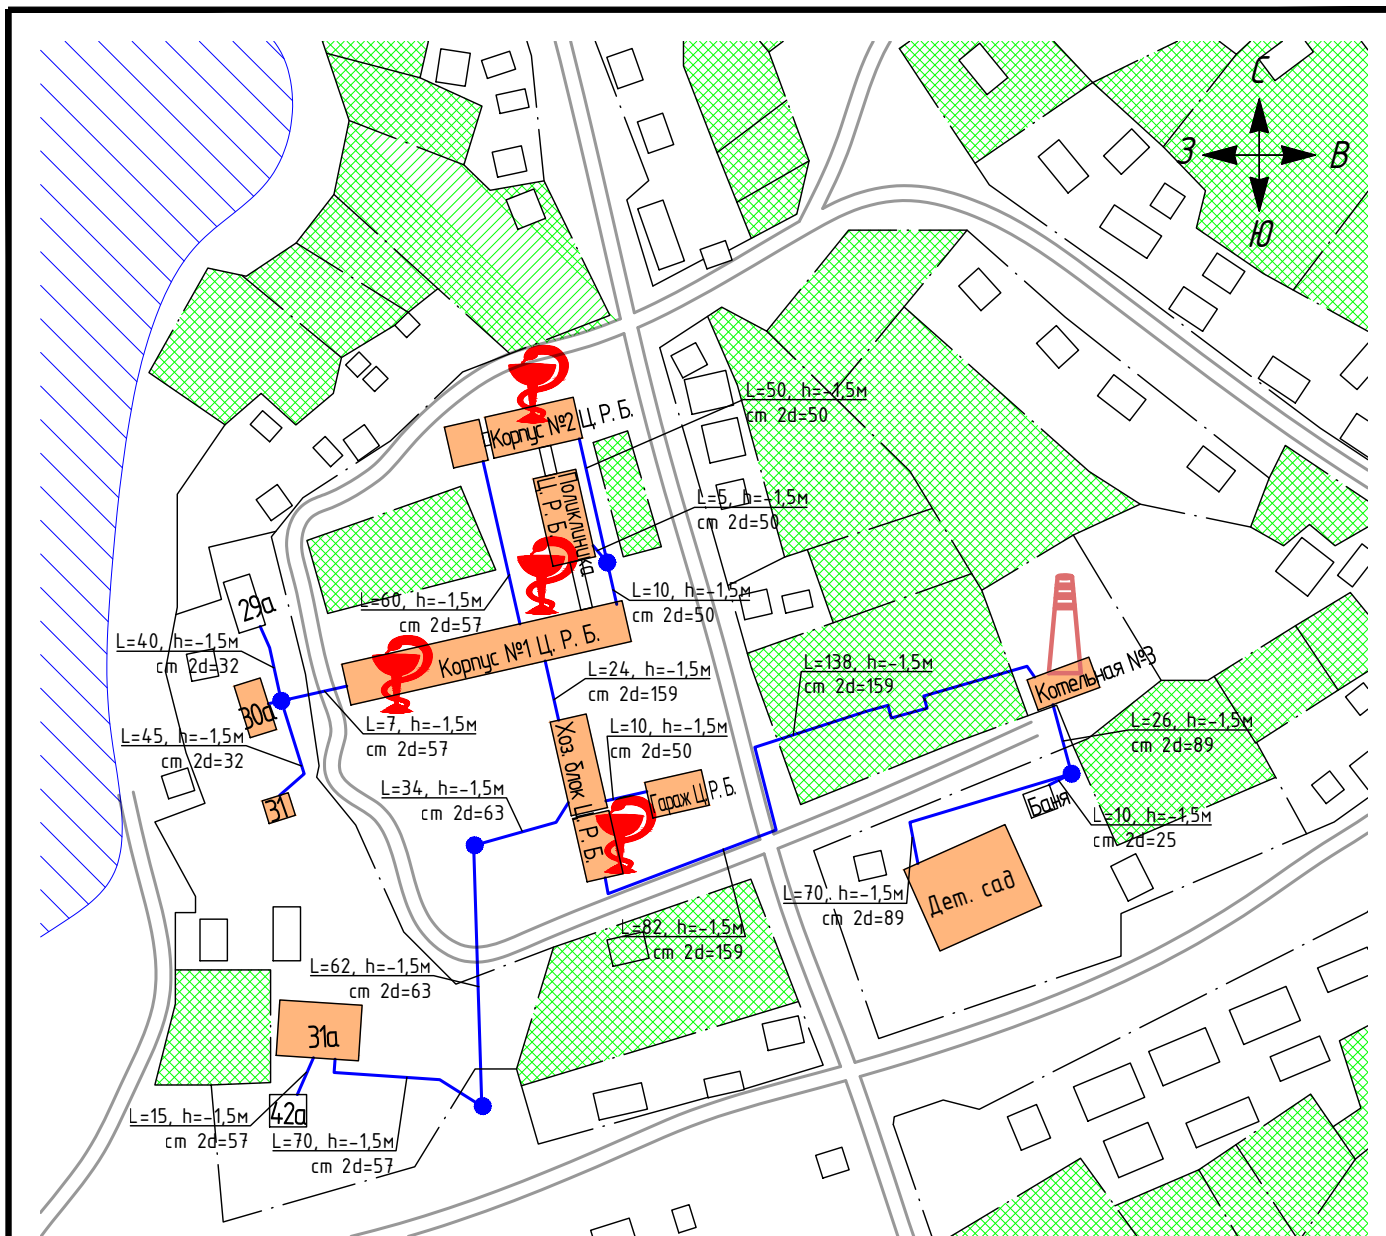 С
З
В
Ю
L=50, h=-1,5м
ст 2d=50
Корпус №2 Ц.Р.Б.
Поликлиника
Ц. Р. Б.
L=5, h=-1,5м
ст 2d=50
L=60, h=-1,5м
ст 2d=57
L=10, h=-1,5м
ст 2d=50
29а
L=40, h=-1,5м
ст 2d=32
Корпус №1 Ц. Р. Б.
L=24, h=-1,5м
ст 2d=159
L=138, h=-1,5м
ст 2d=159
Котельная №3
30а
L=7, h=-1,5м
ст 2d=57
L=45, h=-1,5м
ст 2d=32
Хоз. блок Ц. Р. Б.
L=10, h=-1,5м
ст 2d=50
L=26, h=-1,5м
ст 2d=89
31
L=34, h=-1,5м
ст 2d=63
Гараж Ц.Р.Б.
Баня
L=10, h=-1,5м
ст 2d=25
Дет. сад
L=70, h=-1,5м
ст 2d=89
L=82, h=-1,5м
ст 2d=159
L=62, h=-1,5м
ст 2d=63
31а
42а
L=15, h=-1,5м
ст 2d=57
L=70, h=-1,5м
ст 2d=57